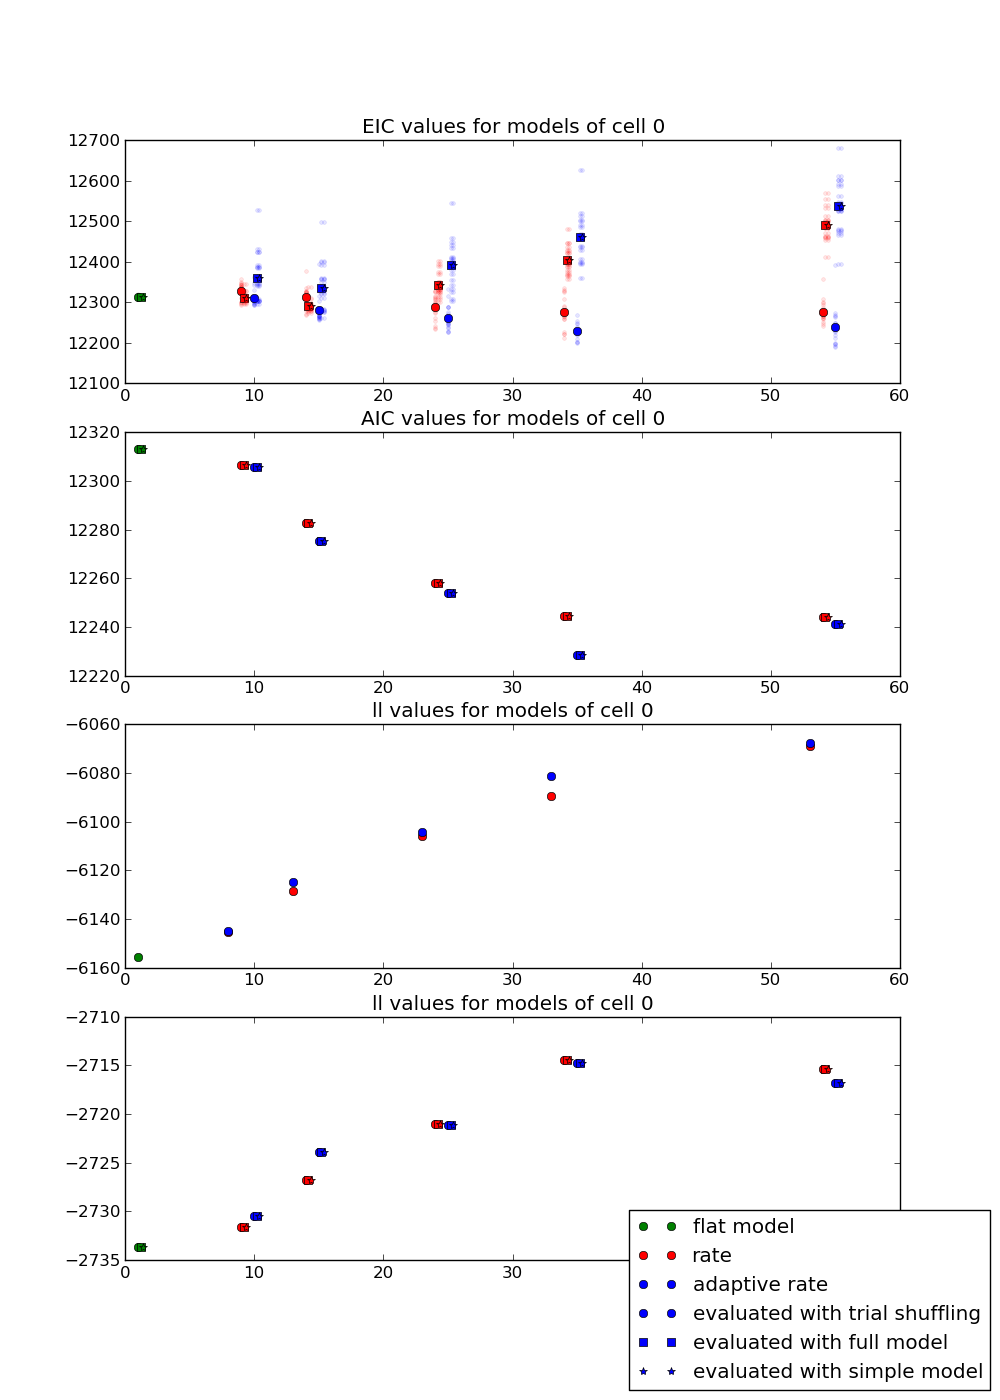 EIC values for models of cell 0
12700
12600
12500
12400
12300
12200
12100
0 10 20 30 40 50 60
AIC values for models of cell 0
12320
12300
12280
12260
12240
12220
0 10 20 30 40 50 60
ll values for models of cell 0
−6060
−6080
−6100
−6120
−6140
−6160
0 10 20 30 40 50 60
ll values for models of cell 0
−2710
−2715
−2720
−2725
−2730
−2735
0 10 20 30
flat model
rate
adaptive rate
evaluated with trial shuffling
evaluated with full model
evaluated with simple model